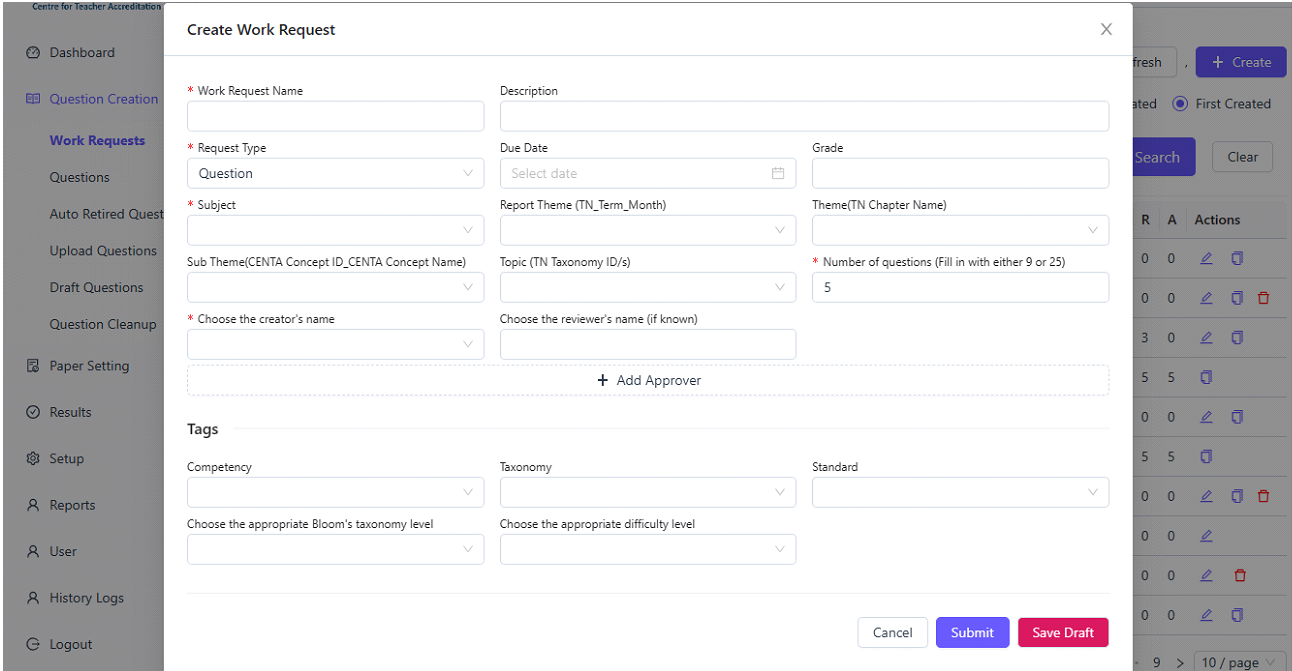 Centre for Teacher Accreditation
Dashboard
Question Creation
Work Requests
Questions
Auto Retired Quest
Upload Questions
Draft Questions
Question Cleanup
Paper Setting
Results
Setup
Reports
User
History Logs
Logout
Create Work Request
* Work Request Name
Description
* Request Type
Due Date
Grade
Question
Select date
* Subject
Report Theme (TN_Term_Month)
Theme(TN Chapter Name)
Sub Theme(CENTA Concept ID_CENTA Concept Name)
Topic (TN Taxonomy ID/s)
* Number of questions (Fill in with either 9 or 25)
5
* Choose the creator's name
Choose the reviewer's name (if known)
+ Add Approver
Tags
Competency
Taxonomy
Standard
Choose the appropriate Bloom's taxonomy level
Choose the appropriate difficulty level
Cancel
Submit
Save Draft
fresh , + Create
ated First Created
Search Clear
R A Actions
0 0
0 0
3 0
5 5
0 0
5 5
0 0
0 0
0 0
0 0
9 > 10 / page